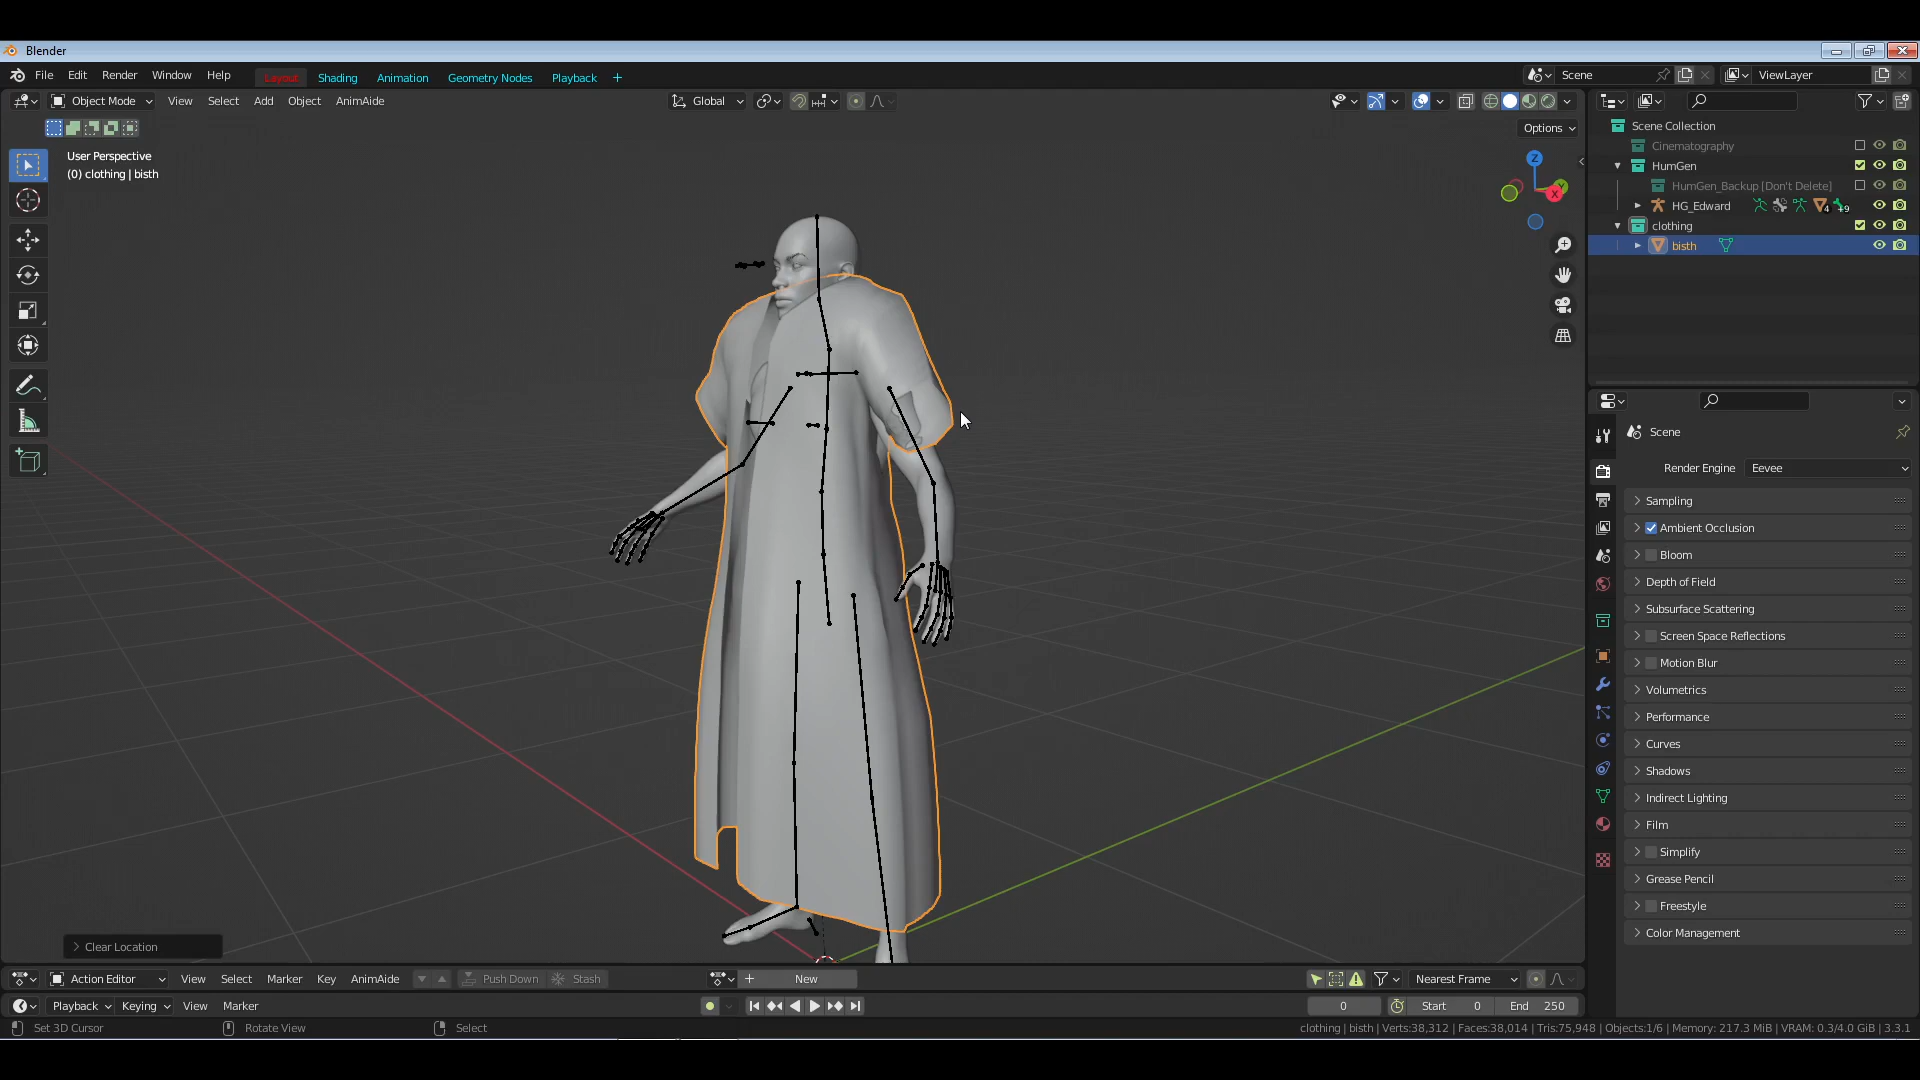 Blender
File Edit Render Window Help Layout Shading Animation Geometry Nodes Playback + Scene ViewLayer
Object Mode View Select Add Object AnimAide Global
Options
User Perspective
(0) clothing | bisth
Scene Collection
Cinematography
HumGen
HumGen_Backup [Don't Delete]
HG_Edward 4 +9
clothing
bisth
Z
Y
X
Scene
Render Engine Eevee
Sampling
Ambient Occlusion
Bloom
Depth of Field
Subsurface Scattering
Screen Space Reflections
Motion Blur
Volumetrics
Performance
Curves
Shadows
Indirect Lighting
Film
Simplify
Grease Pencil
Freestyle
Color Management
Clear Location
Action Editor View Select Marker Key AnimAide Push Down Stash + New Nearest Frame
Playback Keying View Marker 0 Start 0 End 250
Set 3D Cursor Rotate View Select clothing | bisth | Verts:38,312 | Faces:38,014 | Tris:75,948 | Objects:1/6 | Memory: 217.3 MiB | VRAM: 0.3/4.0 GiB | 3.3.1